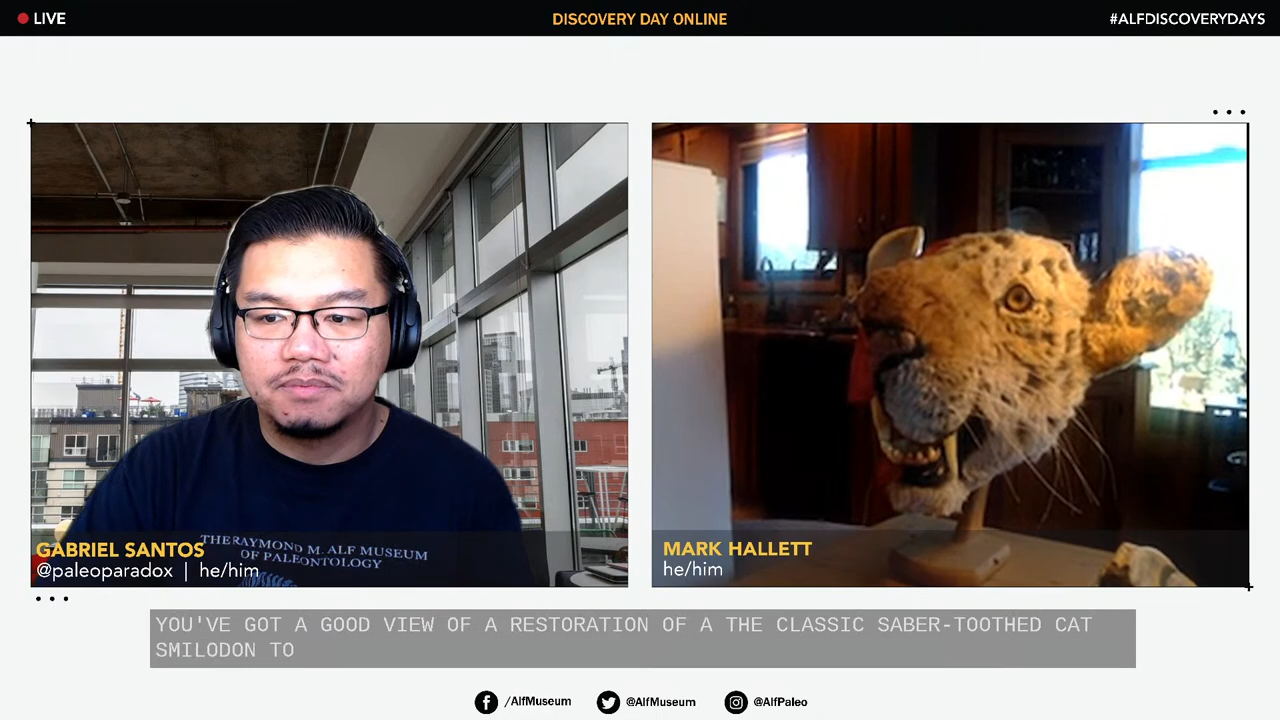 LIVE
DISCOVERY DAY ONLINE
#ALFDISCOVERYDAYS
THE RAYMOND M. ALF MUSEUM
OF PALEONTOLOGY
GABRIEL SANTOS
@paleoparadox | he/him
MARK HALLETT
he/him
YOU'VE GOT A GOOD VIEW OF A RESTORATION OF A THE CLASSIC SABER-TOOTHED CAT
SMILODON TO
/AlfMuseum
@AlfMuseum
@AlfPaleo